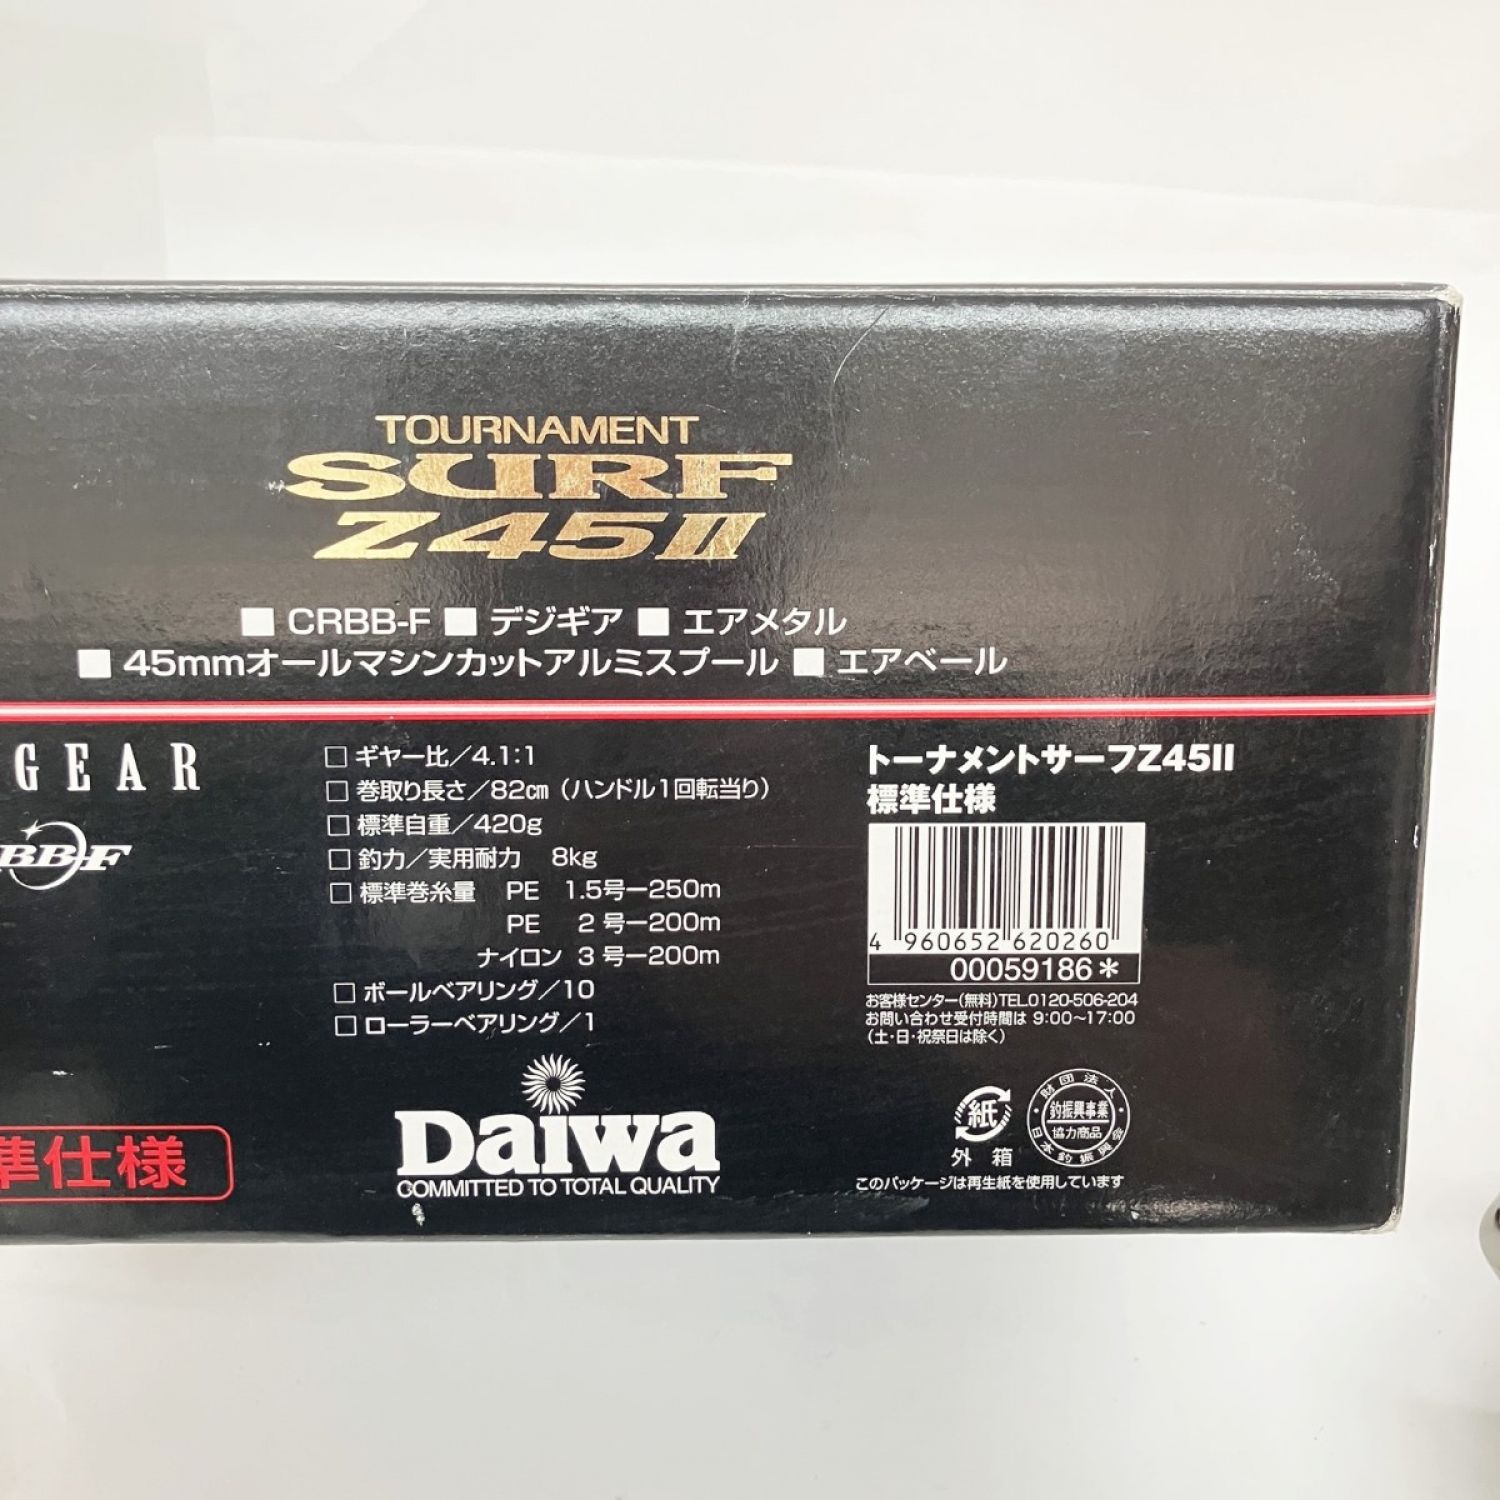 TOURNAMENT
SURF
Z45II
■ CRBB-F ■ デジギア ■ エアメタル
■ 45mmオールマシンカットアルミスプール ■ エアベール
GEAR
BB-F
準仕様
□ ギヤー比／4.1:1
□ 巻取り長さ／82cm（ハンドル1回転当り）
□ 標準自重／420g
□ 釣力／実用耐力 8kg
□ 標準巻糸量 PE 1.5号ー250m
PE 2号ー200m
ナイロン 3号ー200m
□ ボールベアリング／10
□ ローラーベアリング／1
Daiwa
COMMITTED TO TOTAL QUALITY
トーナメントサーフZ45II
標準仕様
4 960652 620260
00059186*
お客様センター(無料)TEL.0120-506-204
お問い合わせ受付時間は 9:00～17:00
(土・日・祝祭日は除く)
紙
外 箱
財団法人
釣振興事業
協力商品
日本釣振興会
このパッケージは再生紙を使用しています